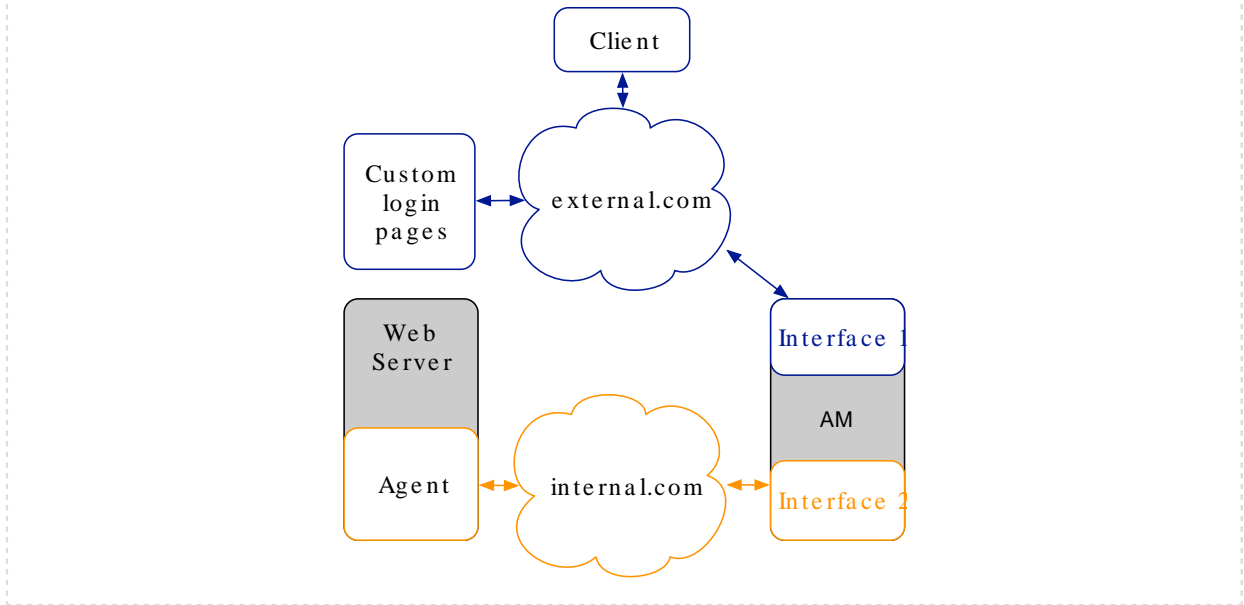 Client
Custom
login
pages
external.com
Web
Server
Interface 1
AM
Agent
internal.com
Interface 2